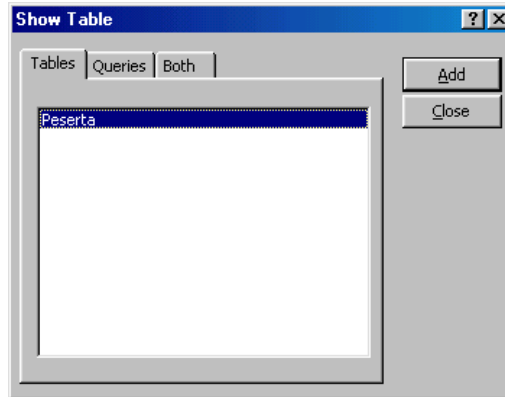 Show Table
Tables Queries Both
Add
Close
Peserta